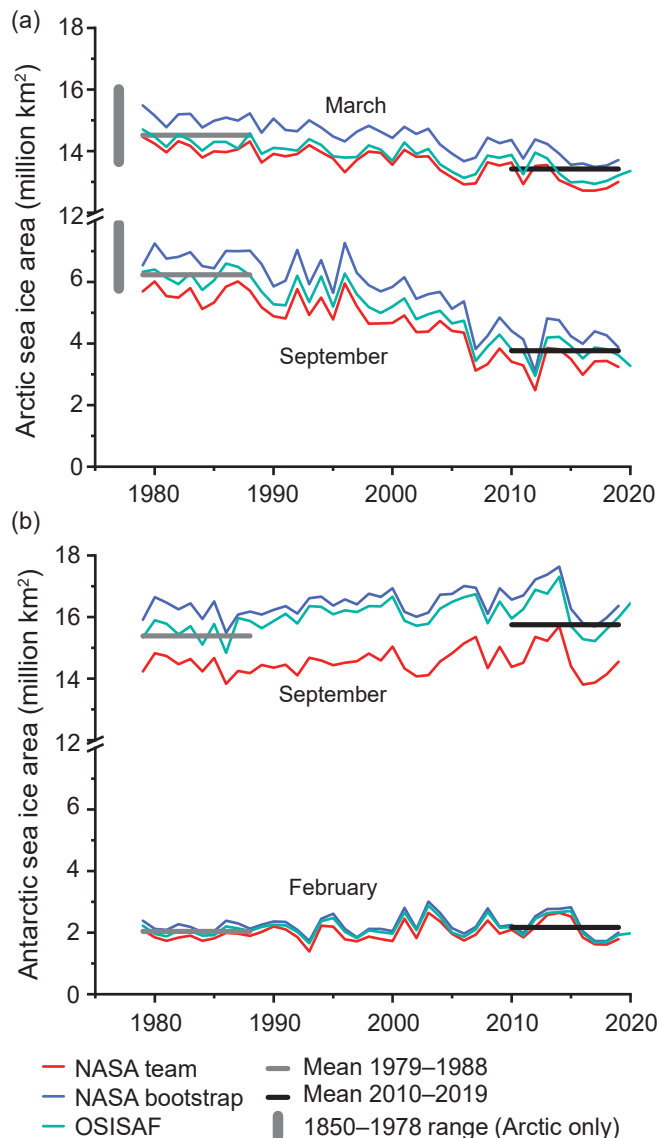 (a)
Arctic sea ice area (million km²)
16
14
12
6
4
2
0
March
September
1980 1990 2000 2010 2020
(b)
Antarctic sea ice area (million km²)
18
16
14
12
6
4
2
0
September
February
1980 1990 2000 2010 2020
NASA team
NASA bootstrap
OSISAF
Mean 1979–1988
Mean 2010–2019
1850–1978 range (Arctic only)